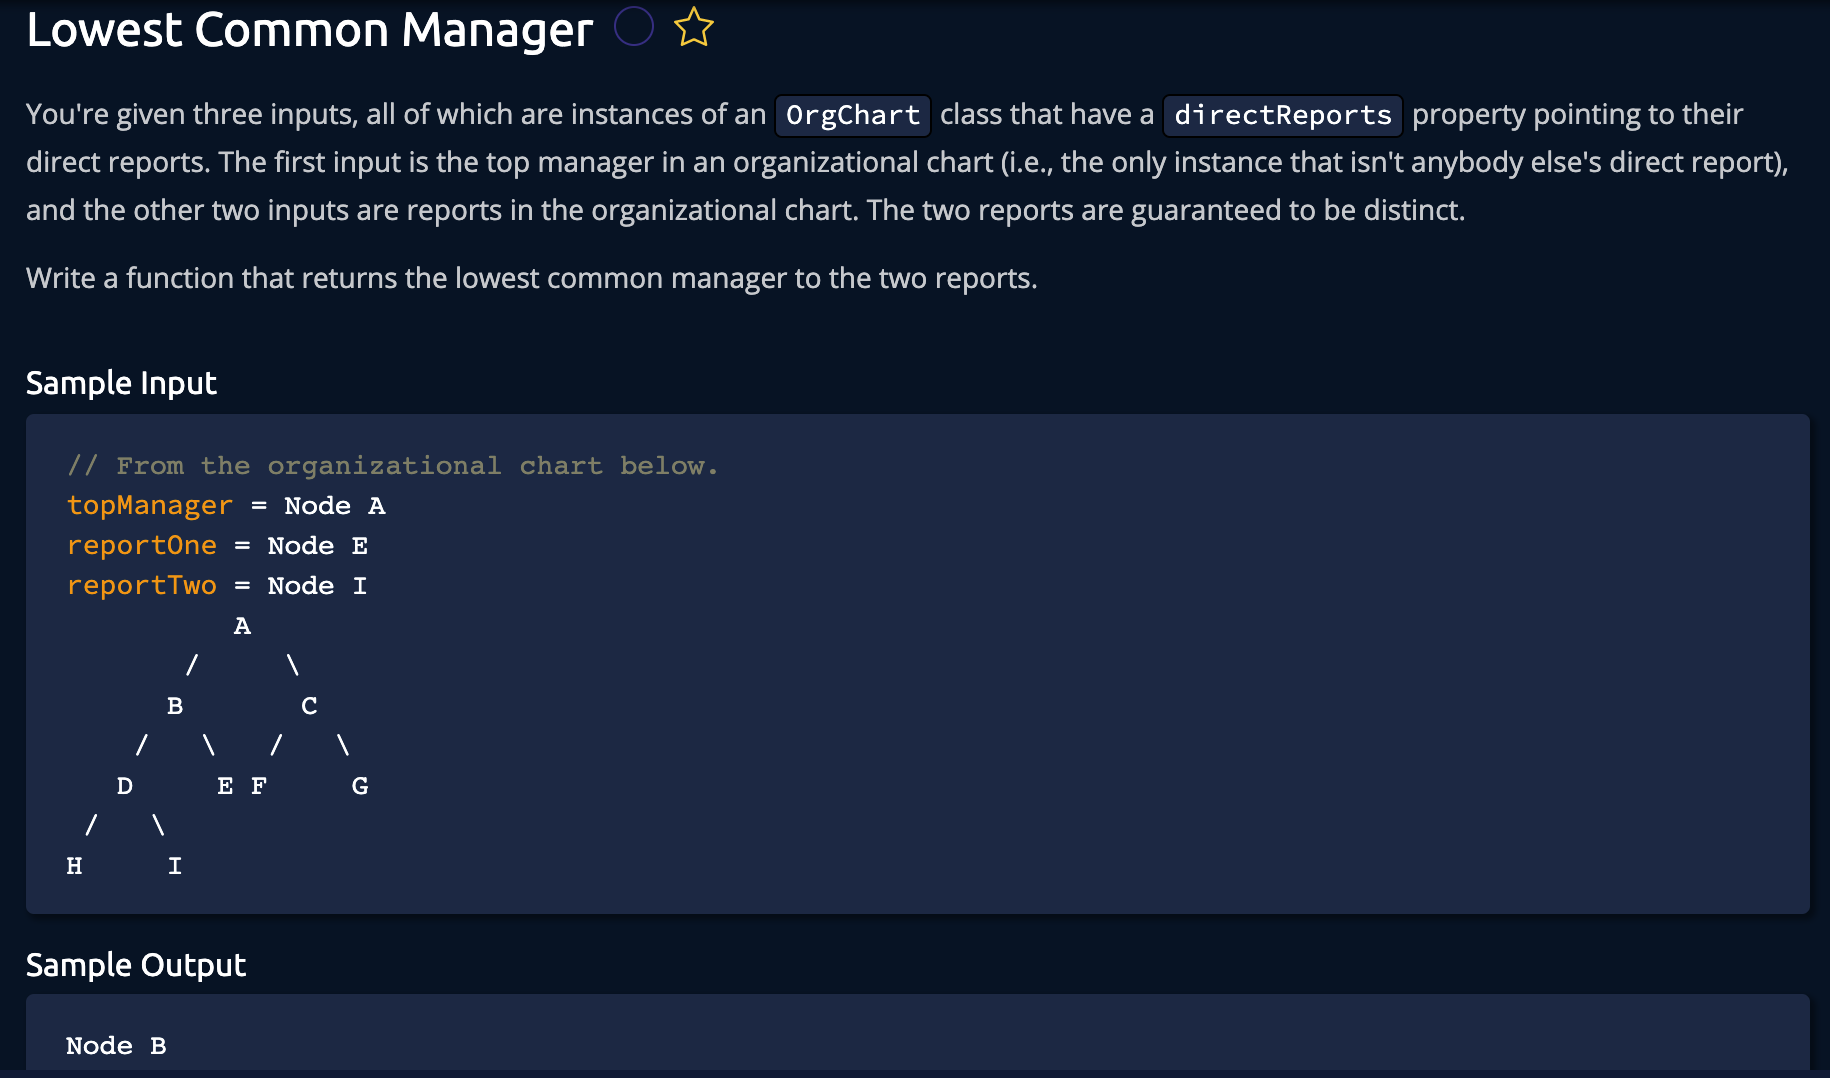 Lowest Common Manager
You're given three inputs, all of which are instances of an OrgChart class that have a directReports property pointing to their
direct reports. The first input is the top manager in an organizational chart (i.e., the only instance that isn't anybody else's direct report),
and the other two inputs are reports in the organizational chart. The two reports are guaranteed to be distinct.
Write a function that returns the lowest common manager to the two reports.
Sample Input
// From the organizational chart below.
topManager = Node A
reportOne = Node E
reportTwo = Node I
A
/ \
B C
/ \ / \
D E F G
/ \
H I
Sample Output
Node B